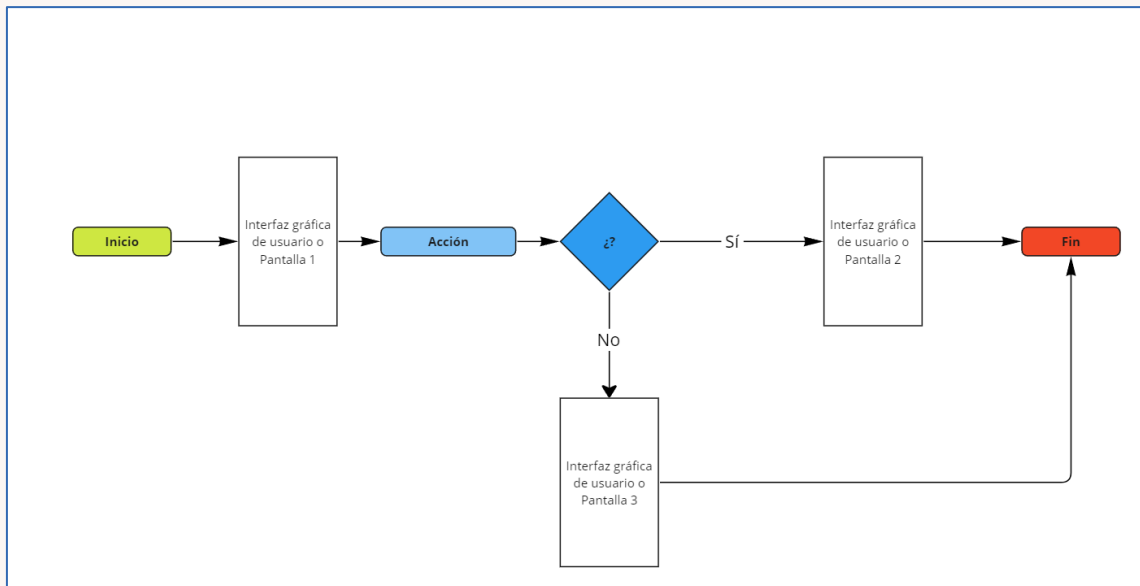 Inicio
Interfaz gráfica
de usuario o
Pantalla 1
Acción
¿?
Sí
Interfaz gráfica
de usuario o
Pantalla 2
Fin
No
Interfaz gráfica
de usuario o
Pantalla 3